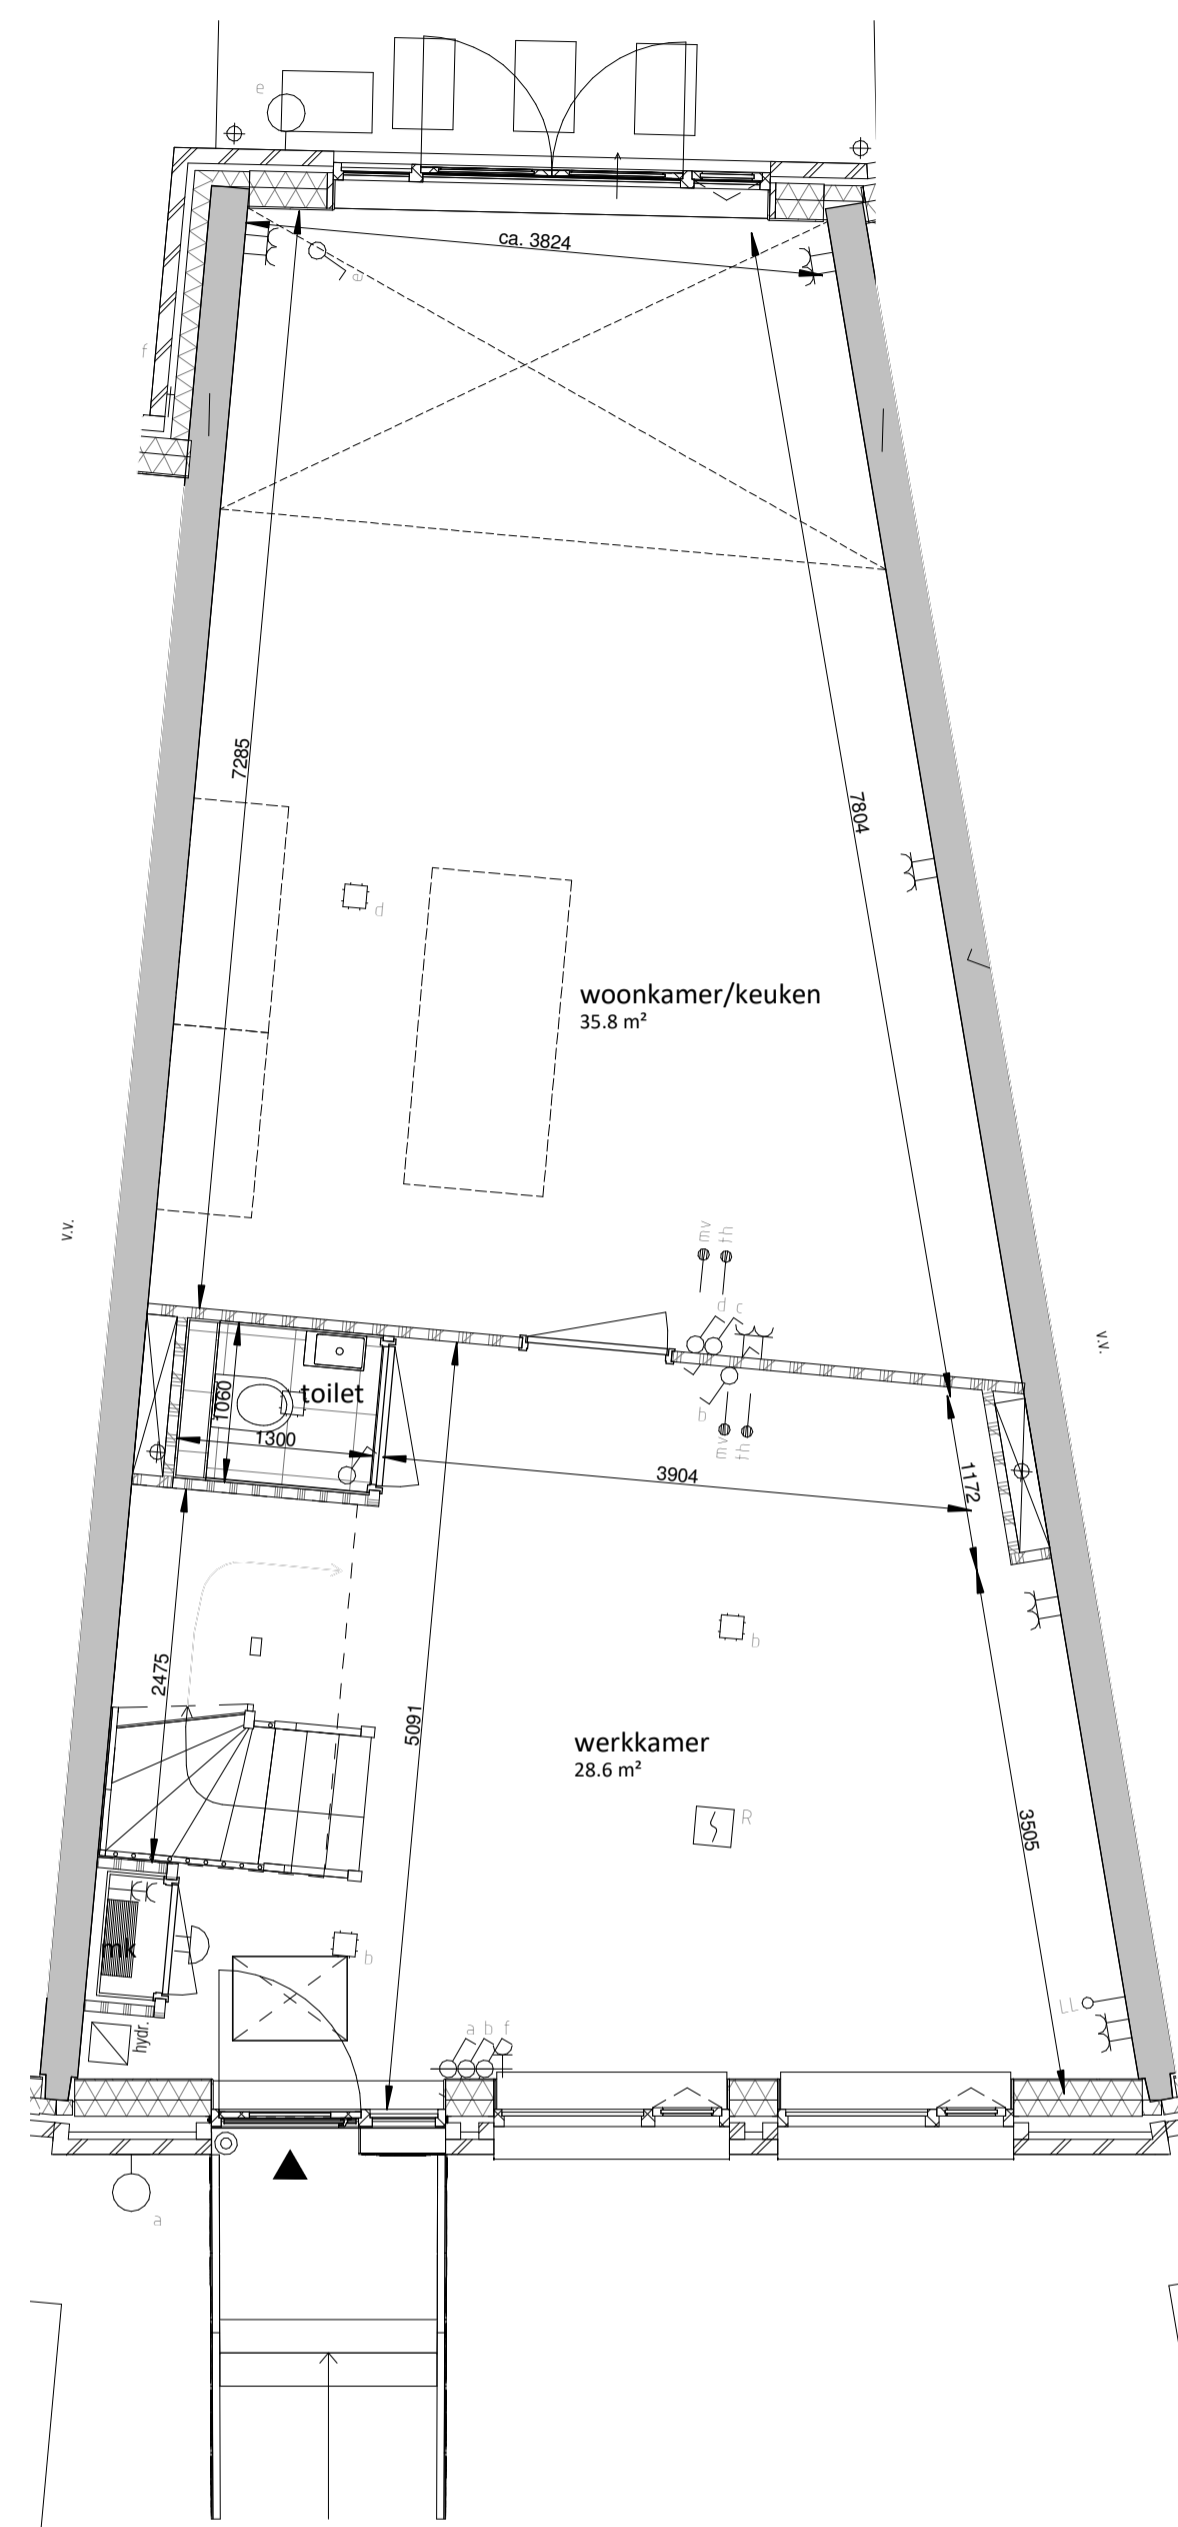 e
ca. 3824
e
f
7285
7804
d
woonkamer/keuken
35.8 m²
v.v.
mv
th
d
c
v.v.
toilet
1060
1300
b
mv
th
3904
1172
2475
b
5091
werkkamer
28.6 m²
R
3505
mk
b
LL
hydr.
a
b
f
a